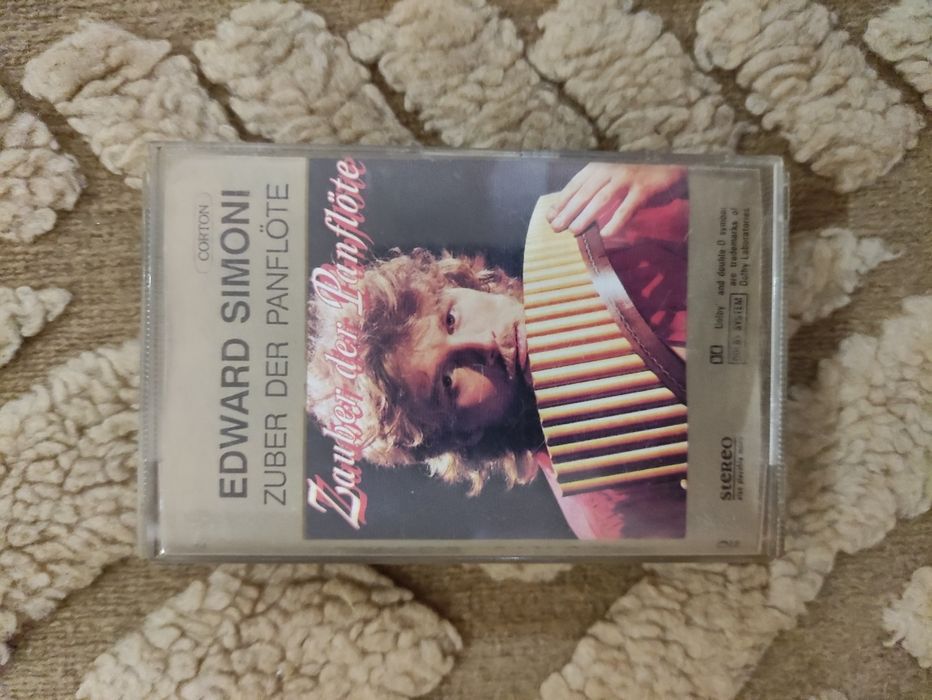 CORTON
EDWARD SIMONI
ZUBER DER PANFLÖTE
Zauber der Panflöte
stereo
Dolby and double-D symbol
are trademarks of
Dolby Laboratories
SYSTEM